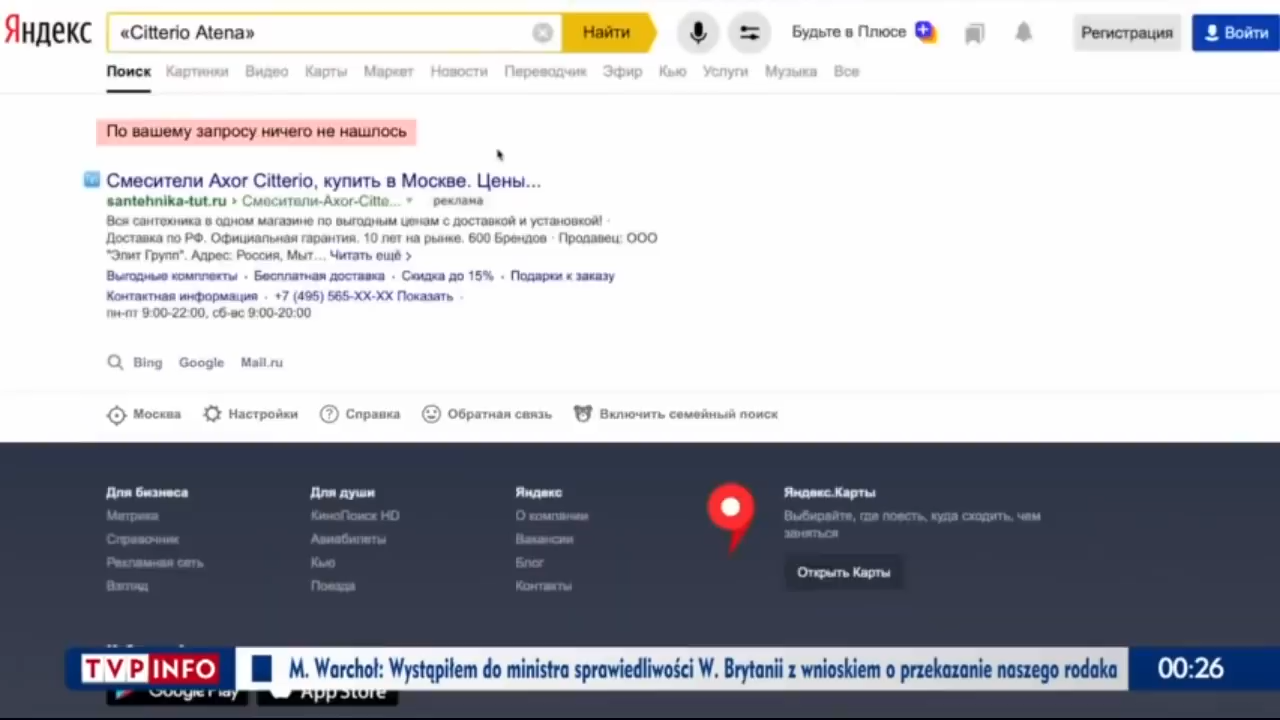 Яндекс
«Citterio Atena»
Найти
Будьте в Плюсе
Регистрация
Войти
Поиск Картинки Видео Карты Маркет Новости Переводчик Эфир Кью Услуги Музыка Все
По вашему запросу ничего не нашлось
Смесители Axor Citterio, купить в Москве. Цены...
santehnika-tut.ru › Смесители-Axor-Citte... реклама
Вся сантехника в одном магазине по выгодным ценам с доставкой и установкой! ·
Доставка по РФ. Официальная гарантия. 10 лет на рынке. 600 Брендов · Продавец: ООО
"Элит Групп". Адрес: Россия, Мыт... Читать ещё >
Выгодные комплекты · Бесплатная доставка · Скидка до 15% · Подарки к заказу
Контактная информация · +7 (495) 565-XX-XX Показать ·
пн-пт 9:00-22:00, сб-вс 9:00-20:00
Bing Google Mail.ru
Москва Настройки Справка Обратная связь Включить семейный поиск
Для бизнеса
Метрика
Справочник
Рекламная сеть
Взгляд
Для души
КиноПоиск HD
Авиабилеты
Кью
Поезда
Яндекс
О компании
Вакансии
Блог
Контакты
Яндекс.Карты
Выбирайте, где поесть, куда сходить, чем
заняться
Открыть Карты
TVP INFO
M. Warchoł: Wystąpiłem do ministra sprawiedliwości W. Brytanii z wnioskiem o przekazanie naszego rodaka
00:26
Google Play
App Store